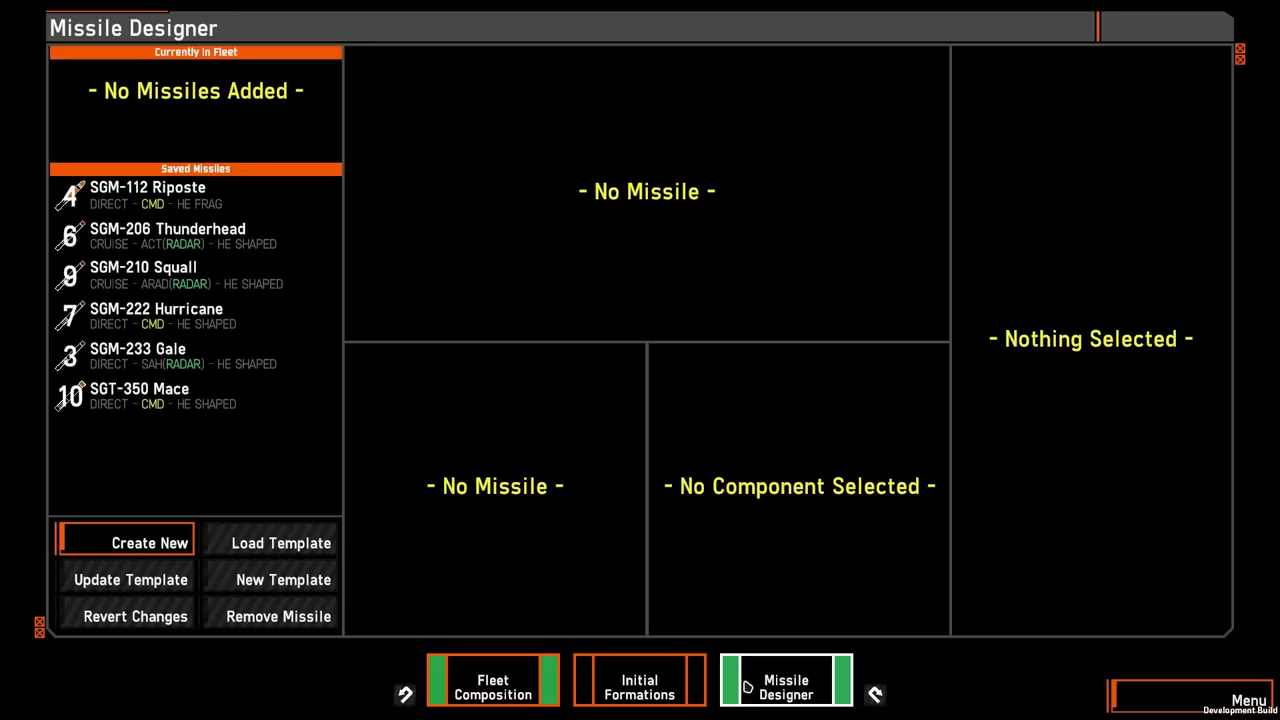 Missile Designer
Currently In Fleet
- No Missiles Added -
Saved Missiles
4
SGM-112 Riposte
DIRECT - CMD - HE FRAG
6
SGM-206 Thunderhead
CRUISE - ACT(RADAR) - HE SHAPED
9
SGM-210 Squall
CRUISE - ARAD(RADAR) - HE SHAPED
7
SGM-222 Hurricane
DIRECT - CMD - HE SHAPED
3
SGM-233 Gale
DIRECT - SAH(RADAR) - HE SHAPED
10
SGT-350 Mace
DIRECT - CMD - HE SHAPED
Create New
Load Template
Update Template
New Template
Revert Changes
Remove Missile
- No Missile -
- No Missile -
- No Component Selected -
- Nothing Selected -
Fleet
Composition
Initial
Formations
Missile
Designer
Menu
Development Build